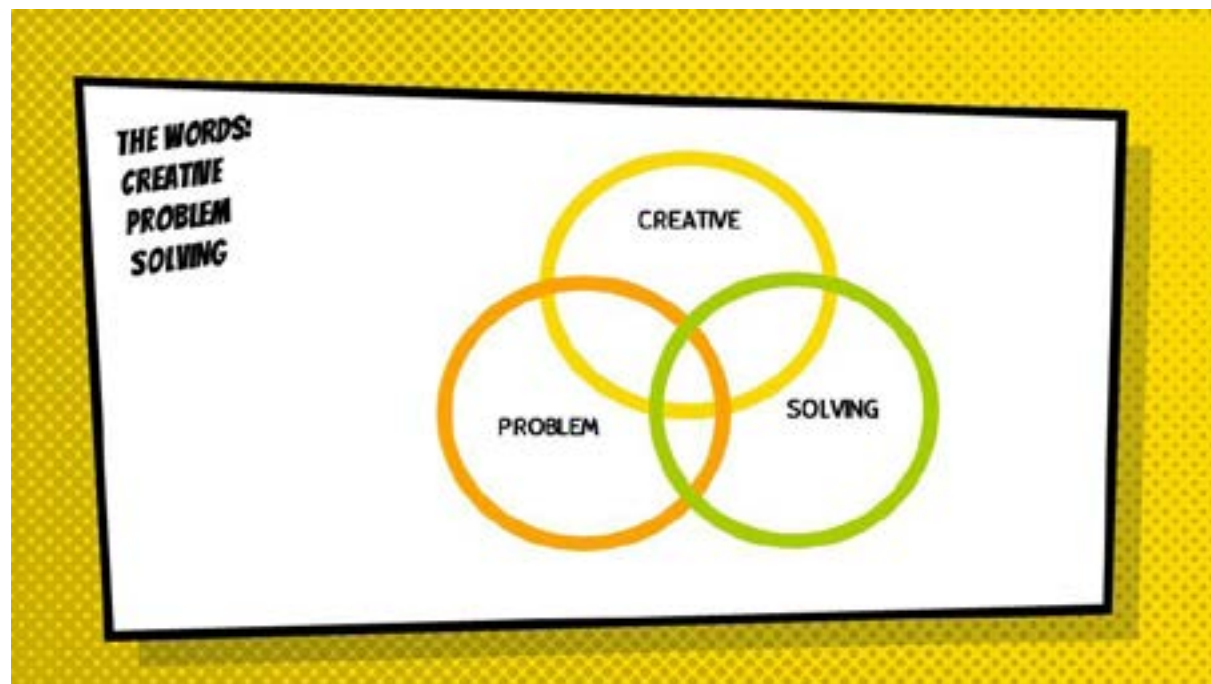 THE WORDS:
CREATIVE
PROBLEM
SOLVING
CREATIVE
PROBLEM
SOLVING